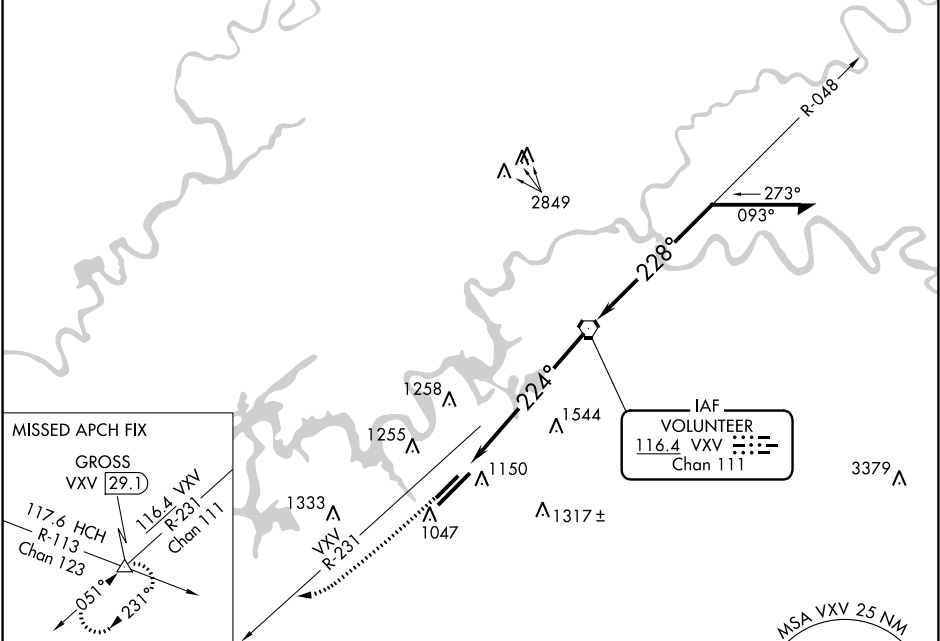 R-048
273°
093°
2849
228°
224°
1258
1544
1255
1150
1333
1047
1317 ±
3379
VXV
R-231
IAF
VOLUNTEER
116.4 VXV
Chan 111
MISSED APCH FIX
GROSS
VXV 29.1
116.4 VXV
R-231
Chan 111
117.6 HCH
R-113
Chan 123
051°
231°
MSA VXV 25 NM